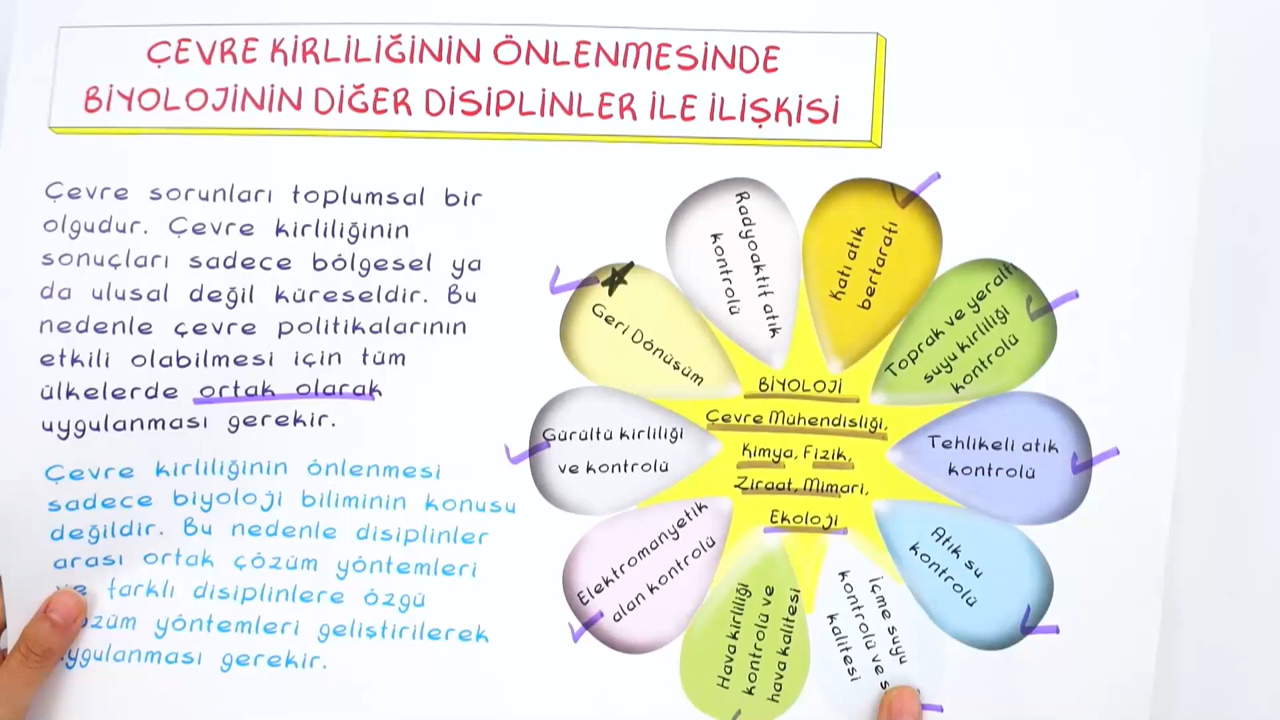 ÇEVRE KİRLİLİĞİNİN ÖNLENMESİNDE
BİYOLOJİNİN DİĞER DİSİPLİNLER İLE İLİŞKİSİ
Çevre sorunları toplumsal bir
olgudur. Çevre kirliliğinin
sonuçları sadece bölgesel ya
da ulusal değil küreseldir. Bu
nedenle çevre politikalarının
etkili olabilmesi için tüm
ülkelerde ortak olarak
uygulanması gerekir.
Çevre kirliliğinin önlenmesi
sadece biyoloji biliminin konusu
değildir. Bu nedenle disiplinler
arası ortak çözüm yöntemleri
farklı disiplinlere özgü
yöntemleri geliştirilerek
gerekir.
Radyoaktif atık
kontrolü
Katı atık
bertarafı
Toprak ve yeraltı
suyu kirliliği
kontrolü
Tehlikeli atık
kontrolü
Atık su
kontrolü
İçme suyu
kontrolü ve
kalitesi
Hava kirliliği
kontrolü ve
hava kalitesi
Elektromanyetik
alan kontrolü
Gürültü kirliliği
ve kontrolü
Geri Dönüşüm
BİYOLOJİ
Çevre Mühendisliği,
Kimya, Fizik,
Ziraat, Mimari,
Ekoloji